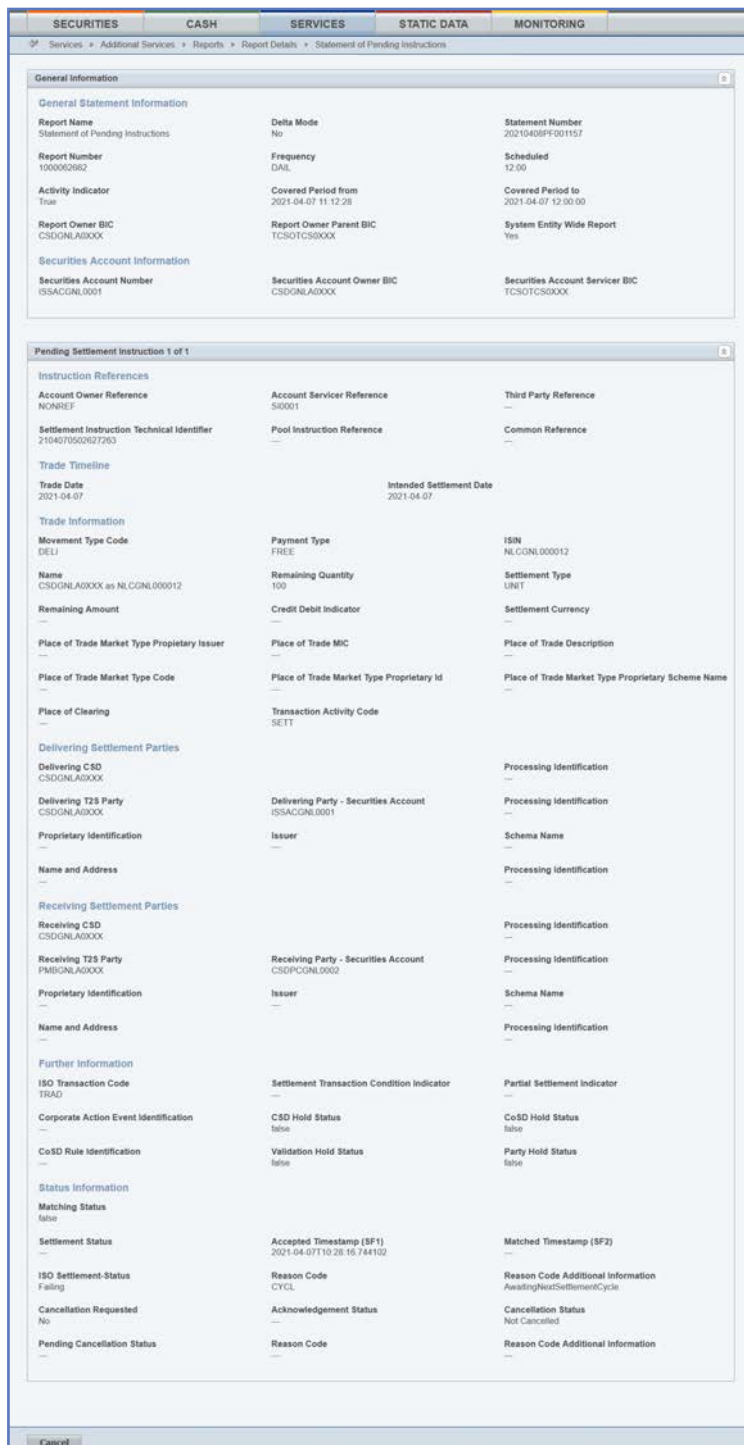 SECURITIES CASH SERVICES STATIC DATA MONITORING
Services Additional Services Reports Report Details Statement of Pending Instructions
General Information
General Statement Information
Report Name Delta Mode Statement Number
Statement of Pending Instructions No 20210408PF001157
Report Number Frequency Scheduled
1000062662 DAIL 12:00
Activity Indicator Covered Period from Covered Period to
True 2021-04-07 11:12:28 2021-04-07 12:00:00
Report Owner BIC Report Owner Parent BIC System Entity Wide Report
CSDGNLA0XXX TCSOTCS0XXX Yes
Securities Account Information
Securities Account Number Securities Account Owner BIC Securities Account Servicer BIC
ISSACGNL0001 CSDGNLA0XXX TCSOTCS0XXX
Pending Settlement Instruction 1 of 1
Instruction References
Account Owner Reference Account Servicer Reference Third Party Reference
NONREF SI0001 ---
Settlement Instruction Technical Identifier Pool Instruction Reference Common Reference
2104070502627263 --- ---
Trade Timeline
Trade Date Intended Settlement Date
2021-04-07 2021-04-07
Trade Information
Movement Type Code Payment Type ISIN
DELI FREE NLCGNL000012
Name Remaining Quantity Settlement Type
CSDGNLA0XXX as NLCGNL000012 100 UNIT
Remaining Amount Credit Debit Indicator Settlement Currency
--- --- ---
Place of Trade Market Type Propietary Issuer Place of Trade MIC Place of Trade Description
--- --- ---
Place of Trade Market Type Code Place of Trade Market Type Proprietary Id Place of Trade Market Type Proprietary Scheme Name
--- --- ---
Place of Clearing Transaction Activity Code
--- SETT
Delivering Settlement Parties
Delivering CSD Processing Identification
CSDGNLA0XXX ---
Delivering T2S Party Delivering Party - Securities Account Processing Identification
CSDGNLA0XXX ISSACGNL0001 ---
Proprietary Identification Issuer Schema Name
--- --- ---
Name and Address Processing Identification
--- ---
Receiving Settlement Parties
Receiving CSD Processing Identification
CSDGNLA0XXX ---
Receiving T2S Party Receiving Party - Securities Account Processing Identification
PMBGNLA0XXX CSDPCGNL0002 ---
Proprietary Identification Issuer Schema Name
--- --- ---
Name and Address Processing Identification
--- ---
Further Information
ISO Transaction Code Settlement Transaction Condition Indicator Partial Settlement Indicator
TRAD --- ---
Corporate Action Event Identification CSD Hold Status CoSD Hold Status
--- false false
CoSD Rule Identification Validation Hold Status Party Hold Status
--- false false
Status Information
Matching Status
false
Settlement Status Accepted Timestamp (SF1) Matched Timestamp (SF2)
--- 2021-04-07T10:28:16.744102 ---
ISO Settlement-Status Reason Code Reason Code Additional Information
Failing CYCL AwaitingNextSettlementCycle
Cancellation Requested Acknowledgement Status Cancellation Status
No --- Not Cancelled
Pending Cancellation Status Reason Code Reason Code Additional Information
--- --- ---
Cancel